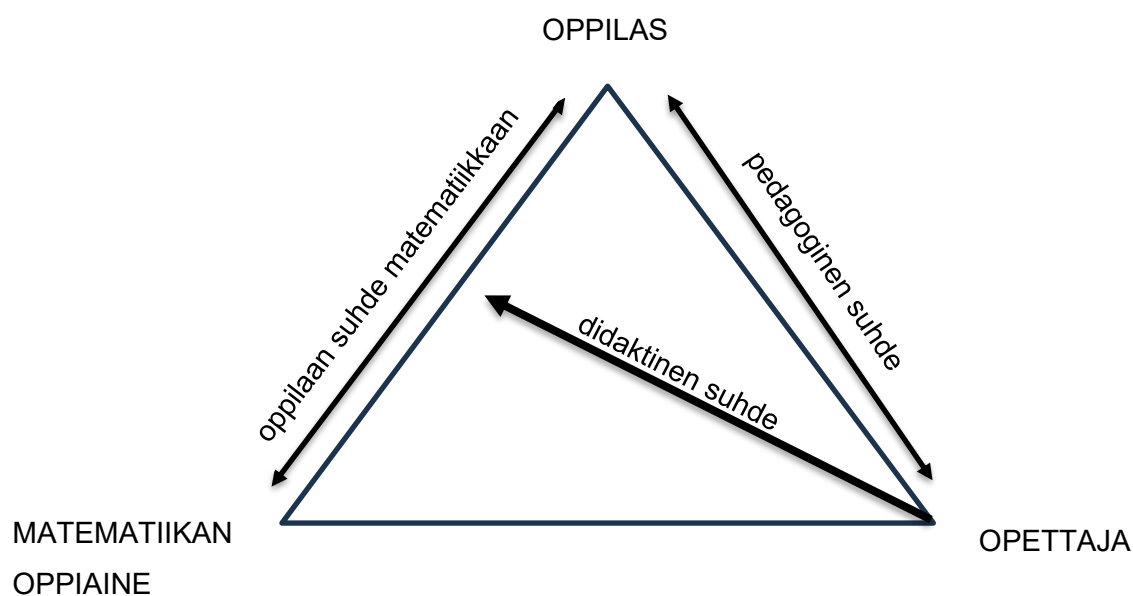 OPPILAS
oppilaan suhde matematiikkaan
pedagoginen suhde
didaktinen suhde
MATEMATIIKAN
OPPIAINE
OPETTAJA